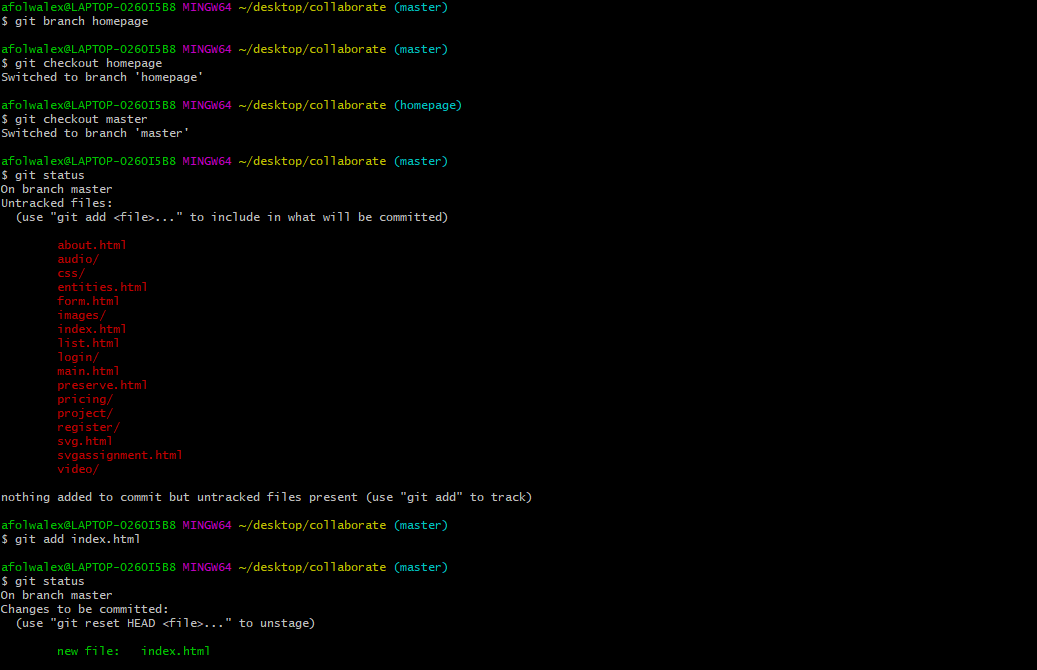 afolwalex@LAPTOP-O26OI5B8 MINGW64 ~/desktop/collaborate (master)
$ git branch homepage
afolwalex@LAPTOP-O26OI5B8 MINGW64 ~/desktop/collaborate (master)
$ git checkout homepage
Switched to branch 'homepage'
afolwalex@LAPTOP-O26OI5B8 MINGW64 ~/desktop/collaborate (homepage)
$ git checkout master
Switched to branch 'master'
afolwalex@LAPTOP-O26OI5B8 MINGW64 ~/desktop/collaborate (master)
$ git status
On branch master
Untracked files:
  (use "git add <file>..." to include in what will be committed)
        about.html
        audio/
        css/
        entities.html
        form.html
        images/
        index.html
        list.html
        login/
        main.html
        preserve.html
        pricing/
        project/
        register/
        svg.html
        svgassignment.html
        video/
nothing added to commit but untracked files present (use "git add" to track)
afolwalex@LAPTOP-O26OI5B8 MINGW64 ~/desktop/collaborate (master)
$ git add index.html
afolwalex@LAPTOP-O26OI5B8 MINGW64 ~/desktop/collaborate (master)
$ git status
On branch master
Changes to be committed:
  (use "git reset HEAD <file>..." to unstage)
        new file:   index.html